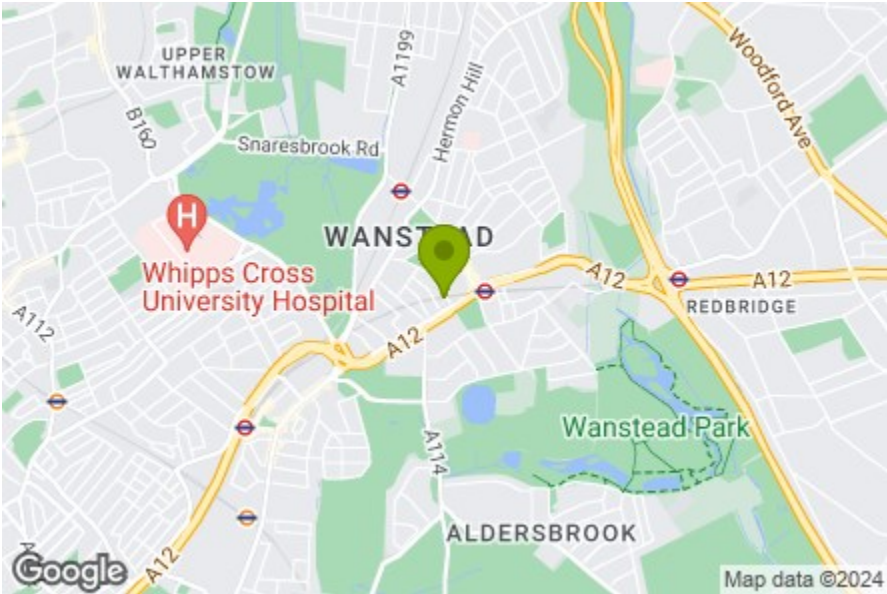 UPPER
WALTHAMSTOW
B160
A1199
Hermon Hill
Woodford Ave
Snaresbrook Rd
H
WANSTEAD
Whipps Cross
University Hospital
A12
A12
REDBRIDGE
A112
A12
A114
Wanstead Park
ALDERSBROOK
A12
Google
Map data ©2024